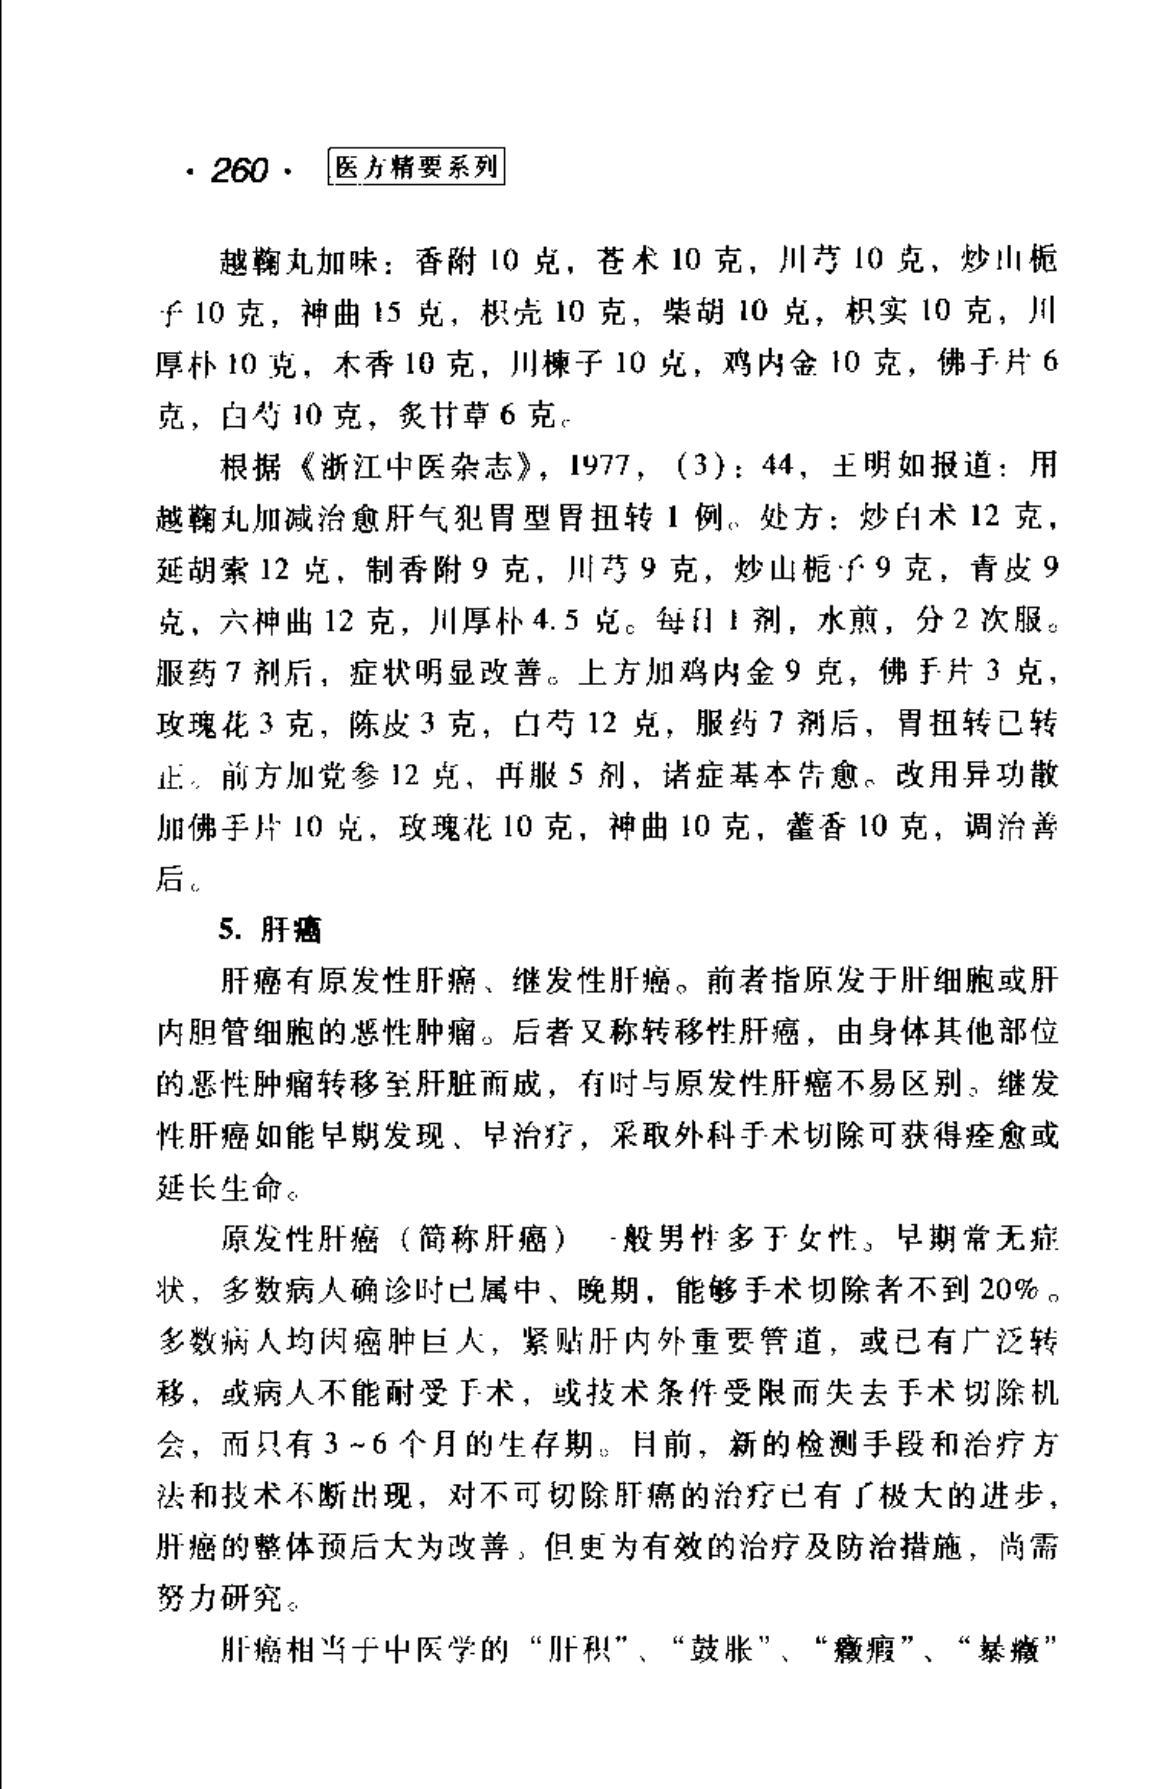 · 260 · 医方精要系列
越鞠丸加味：香附 10 克，苍术 10 克，川芎 10 克，炒山栀
子 10 克，神曲 15 克，枳壳 10 克，柴胡 10 克，枳实 10 克，川
厚朴 10 克，木香 10 克，川楝子 10 克，鸡内金 10 克，佛手片 6
克，白芍 10 克，炙甘草 6 克。
根据《浙江中医杂志》，1977，（3）：44，王明如报道：用
越鞠丸加减治愈肝气犯胃型胃扭转 1 例。处方：炒白术 12 克，
延胡索 12 克，制香附 9 克，川芎 9 克，炒山栀子 9 克，青皮 9
克，六神曲 12 克，川厚朴 4.5 克。每日 1 剂，水煎，分 2 次服。
服药 7 剂后，症状明显改善。上方加鸡内金 9 克，佛手片 3 克，
玫瑰花 3 克，陈皮 3 克，白芍 12 克，服药 7 剂后，胃扭转已转
正。前方加党参 12 克，再服 5 剂，诸症基本告愈。改用异功散
加佛手片 10 克，玫瑰花 10 克，神曲 10 克，藿香 10 克，调治善
后。
5. 肝癌
肝癌有原发性肝癌、继发性肝癌。前者指原发于肝细胞或肝
内胆管细胞的恶性肿瘤。后者又称转移性肝癌，由身体其他部位
的恶性肿瘤转移至肝脏而成，有时与原发性肝癌不易区别。继发
性肝癌如能早期发现、早治疗，采取外科手术切除可获得痊愈或
延长生命。
原发性肝癌（简称肝癌）一般男性多于女性。早期常无症
状，多数病人确诊时已属中、晚期，能够手术切除者不到 20%。
多数病人均因癌肿巨大，紧贴肝内外重要管道，或已有广泛转
移，或病人不能耐受手术，或技术条件受限而失去手术切除机
会，而只有 3～6 个月的生存期。目前，新的检测手段和治疗方
法和技术不断出现，对不可切除肝癌的治疗已有了极大的进步，
肝癌的整体预后大为改善。但更为有效的治疗及防治措施，尚需
努力研究。
肝癌相当于中医学的“肝积”、“鼓胀”、“癥瘕”、“暴癥”